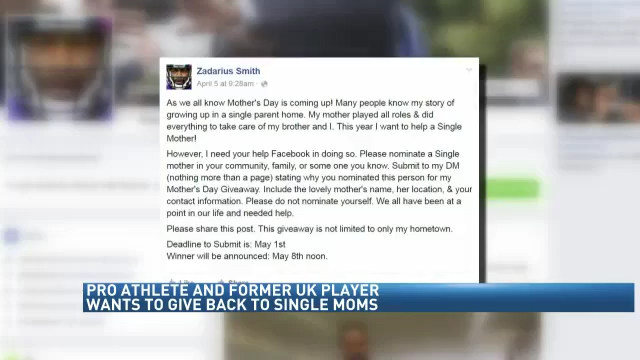 Zadarius Smith
April 5 at 9:28am ·
As we all know Mother's Day is coming up! Many people know my story of
growing up in a single parent home. My mother played all roles & did
everything to take care of my brother and I. This year I want to help a Single
Mother!
However, I need your help Facebook in doing so. Please nominate a Single
mother in your community, family, or some one you know. Submit to my DM
(nothing more than a page) stating why you nominated this person for my
Mother's Day Giveaway. Include the lovely mother's name, her location, & your
contact information. Please do not nominate yourself. We all have been at a
point in our life and needed help.
Please share this post. This giveaway is not limited to only my hometown.
Deadline to Submit is: May 1st
Winner will be announced: May 8th noon.
PRO ATHLETE AND FORMER UK PLAYER
WANTS TO GIVE BACK TO SINGLE MOMS